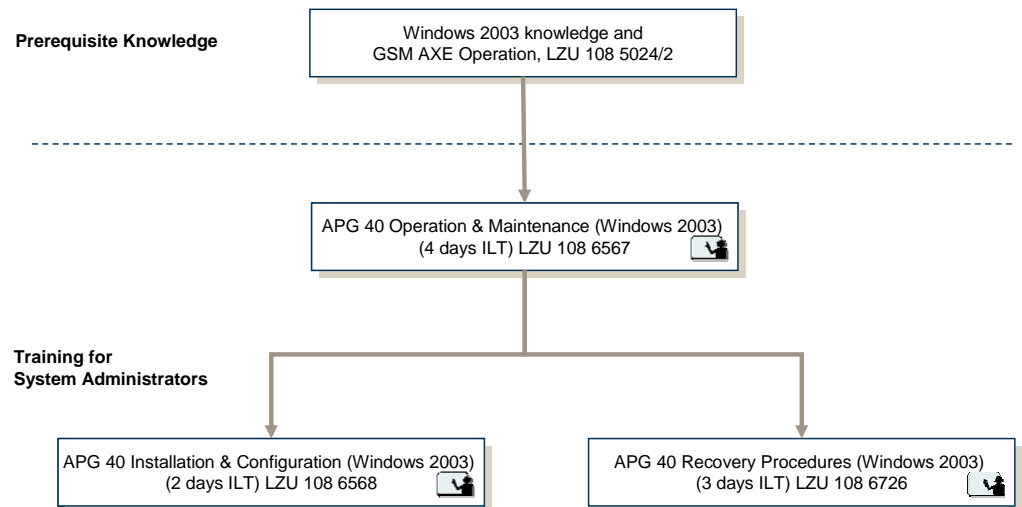 Prerequisite Knowledge
Windows 2003 knowledge and
GSM AXE Operation, LZU 108 5024/2
APG 40 Operation & Maintenance (Windows 2003)
(4 days ILT) LZU 108 6567
Training for
System Administrators
APG 40 Installation & Configuration (Windows 2003)
(2 days ILT) LZU 108 6568
APG 40 Recovery Procedures (Windows 2003)
(3 days ILT) LZU 108 6726